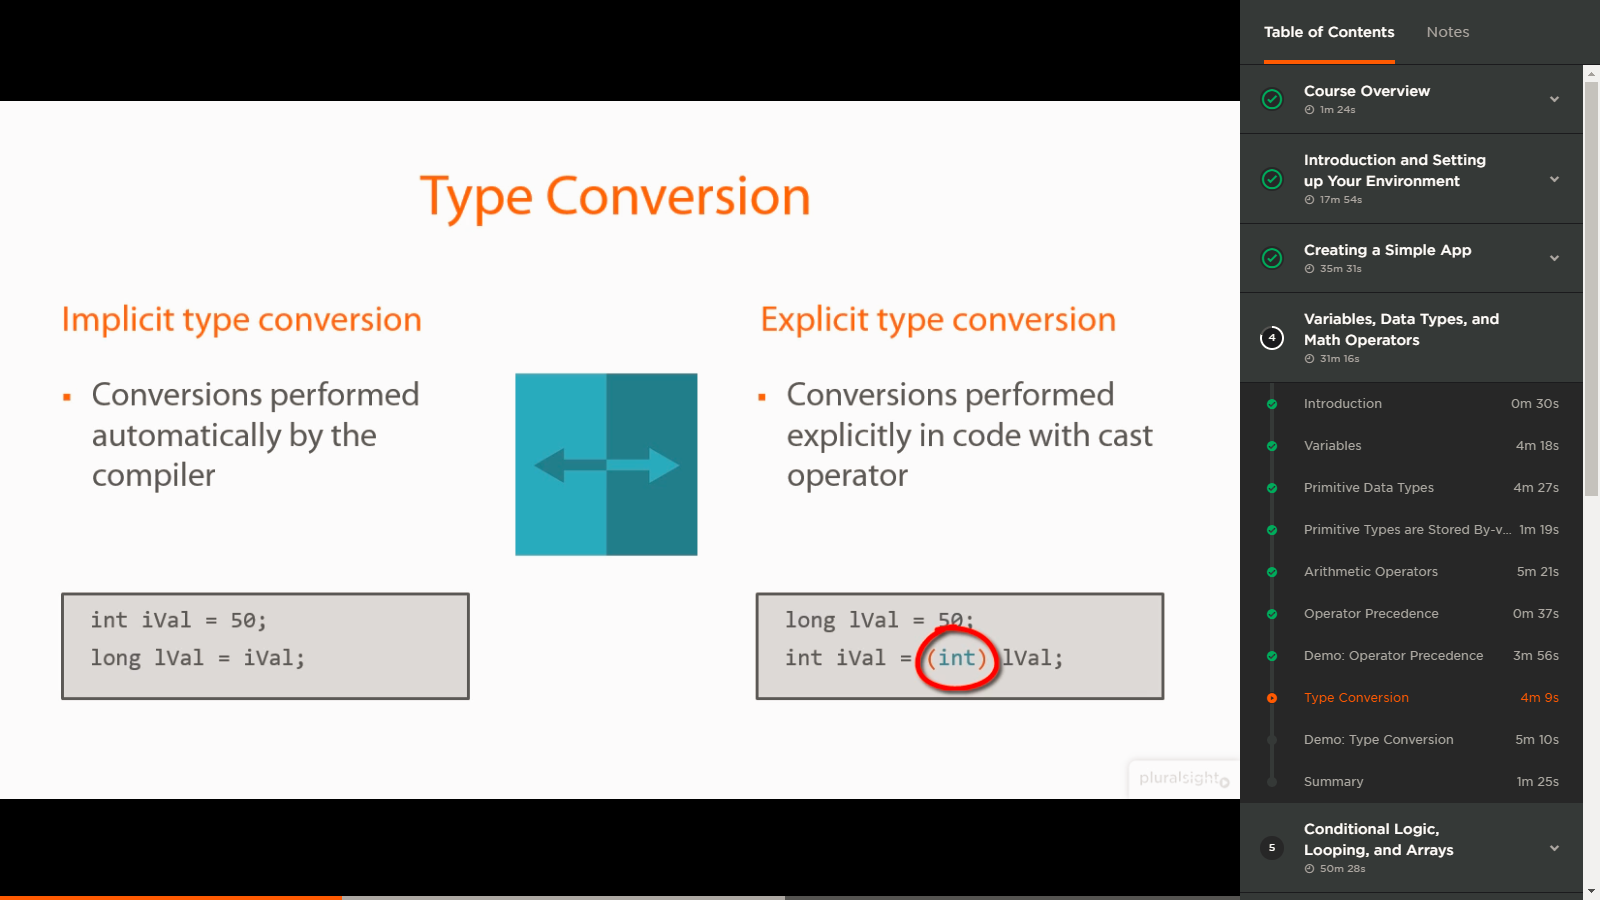 Type Conversion
Implicit type conversion
Conversions performed
automatically by the
compiler
int iVal = 50;
long lVal = iVal;
Explicit type conversion
Conversions performed
explicitly in code with cast
operator
long lVal = 50;
int iVal = (int) lVal;
pluralsight
Table of Contents
Notes
Course Overview
1m 24s
Introduction and Setting
up Your Environment
17m 54s
Creating a Simple App
35m 31s
4
Variables, Data Types, and
Math Operators
31m 16s
Introduction 0m 30s
Variables 4m 18s
Primitive Data Types 4m 27s
Primitive Types are Stored By-v... 1m 19s
Arithmetic Operators 5m 21s
Operator Precedence 0m 37s
Demo: Operator Precedence 3m 56s
Type Conversion 4m 9s
Demo: Type Conversion 5m 10s
Summary 1m 25s
5
Conditional Logic,
Looping, and Arrays
50m 28s